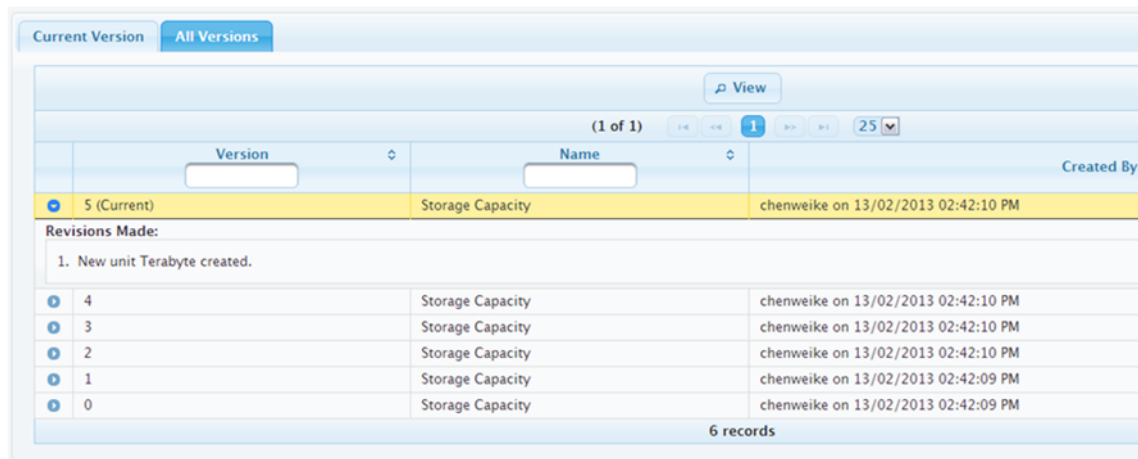 Current Version All Versions
View
(1 of 1) 1 25
Version Name Created By
5 (Current) Storage Capacity chenweike on 13/02/2013 02:42:10 PM
Revisions Made:
1. New unit Terabyte created.
4 Storage Capacity chenweike on 13/02/2013 02:42:10 PM
3 Storage Capacity chenweike on 13/02/2013 02:42:10 PM
2 Storage Capacity chenweike on 13/02/2013 02:42:10 PM
1 Storage Capacity chenweike on 13/02/2013 02:42:09 PM
0 Storage Capacity chenweike on 13/02/2013 02:42:09 PM
6 records